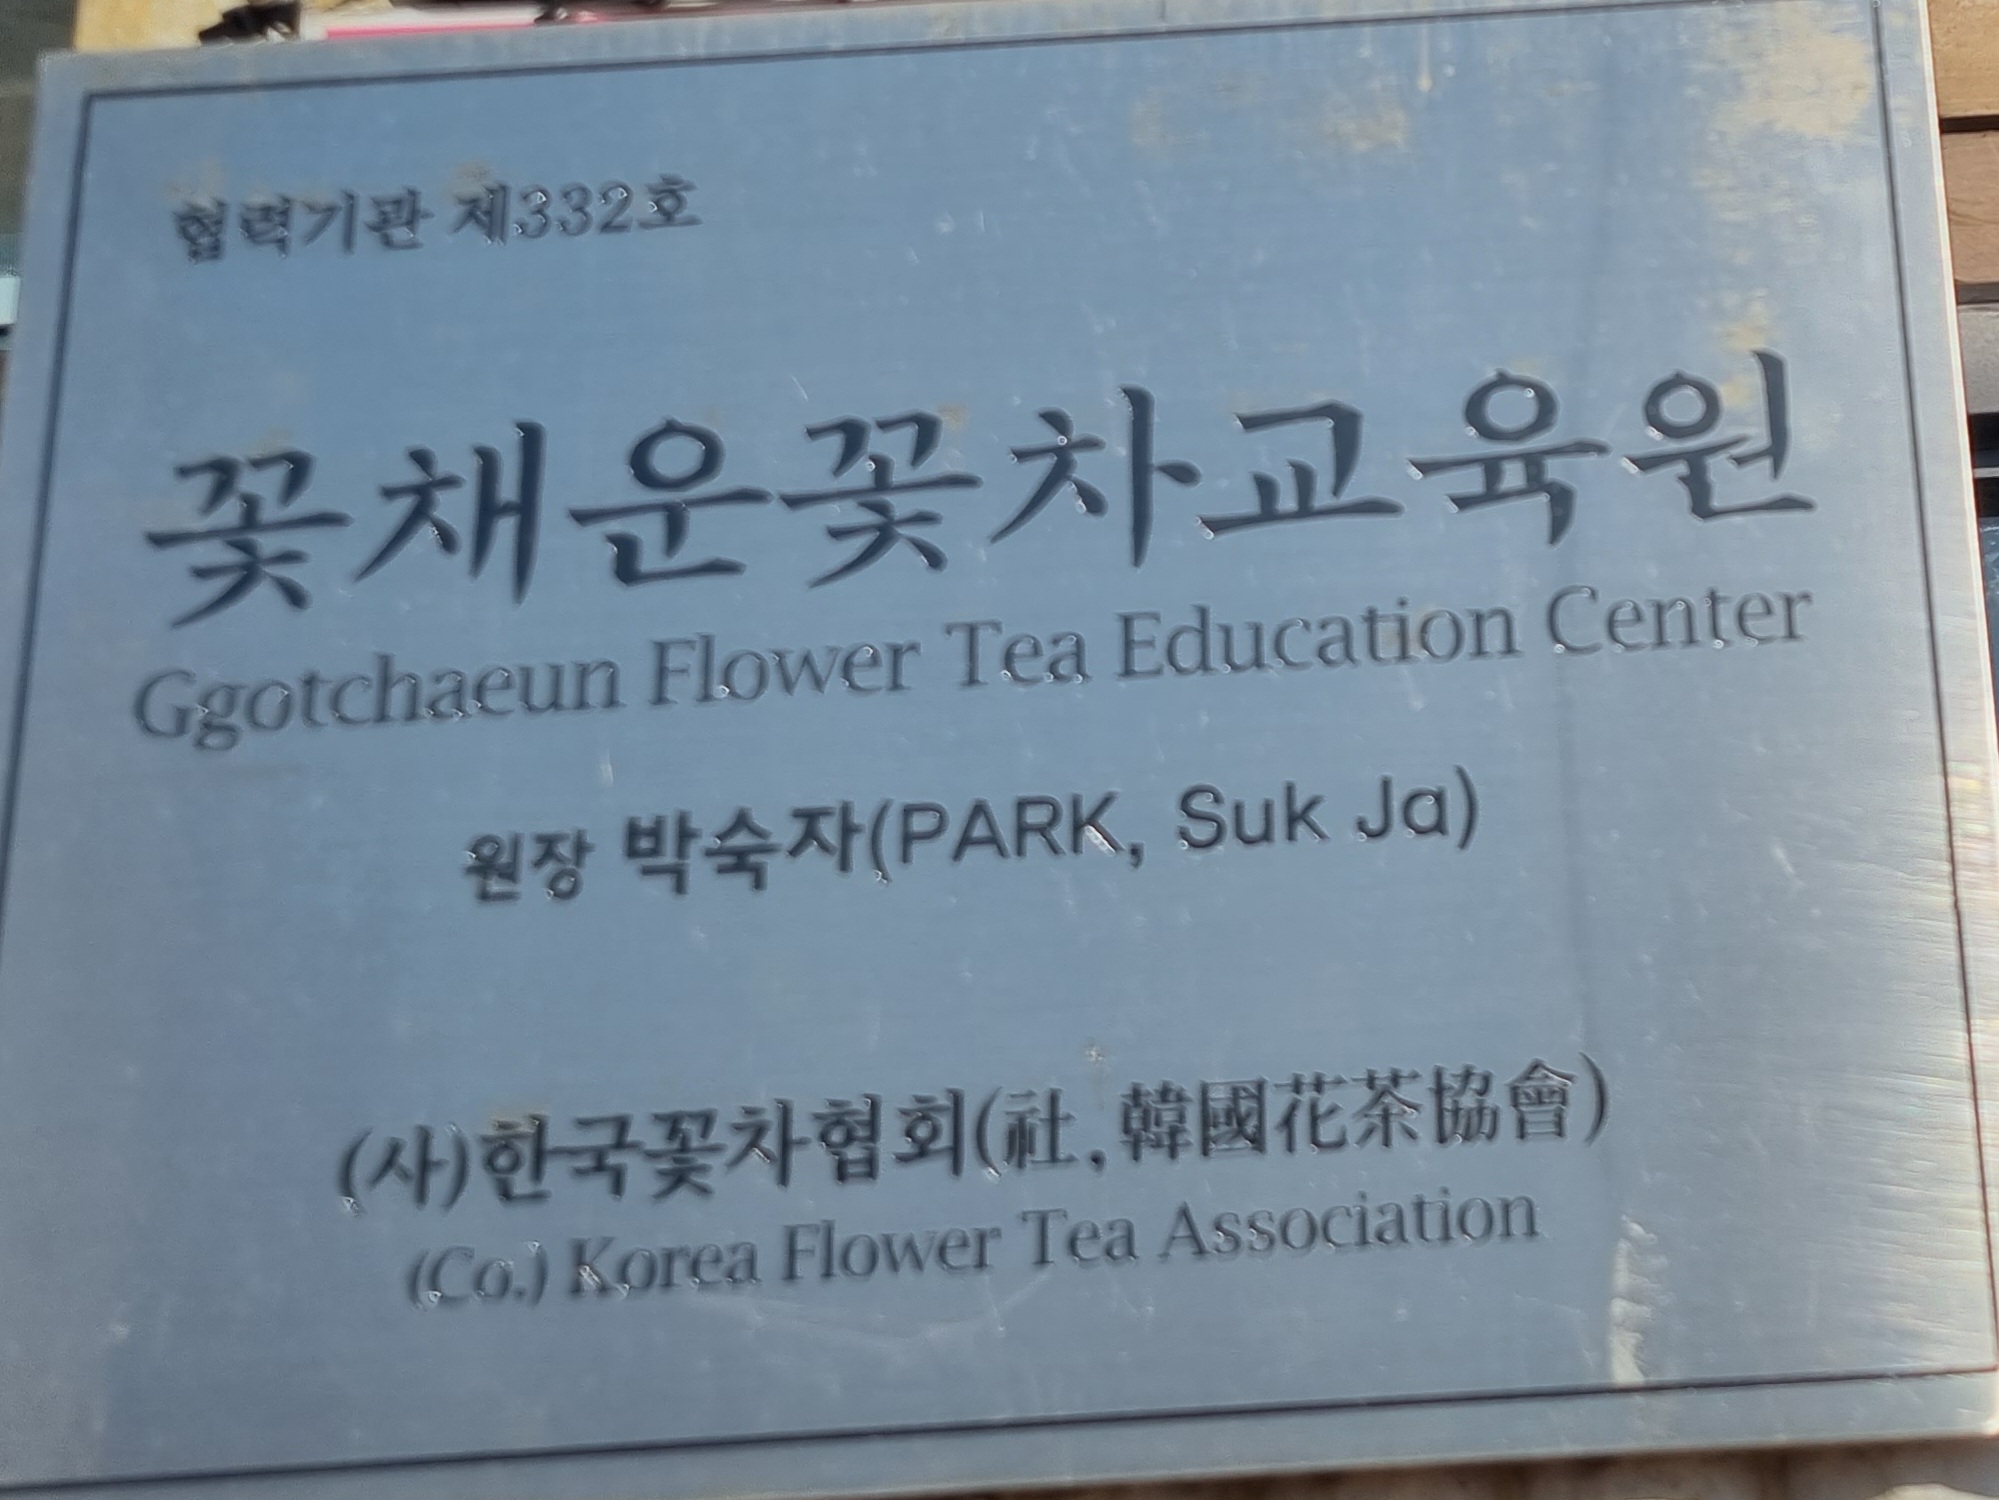 협력기관 제332호
꽃채운꽃차교육원
Ggotchaeun Flower Tea Education Center
원장 박숙자(PARK, Suk Ja)
(사)한국꽃차협회(社,韓國花茶協會)
(Co.) Korea Flower Tea Association